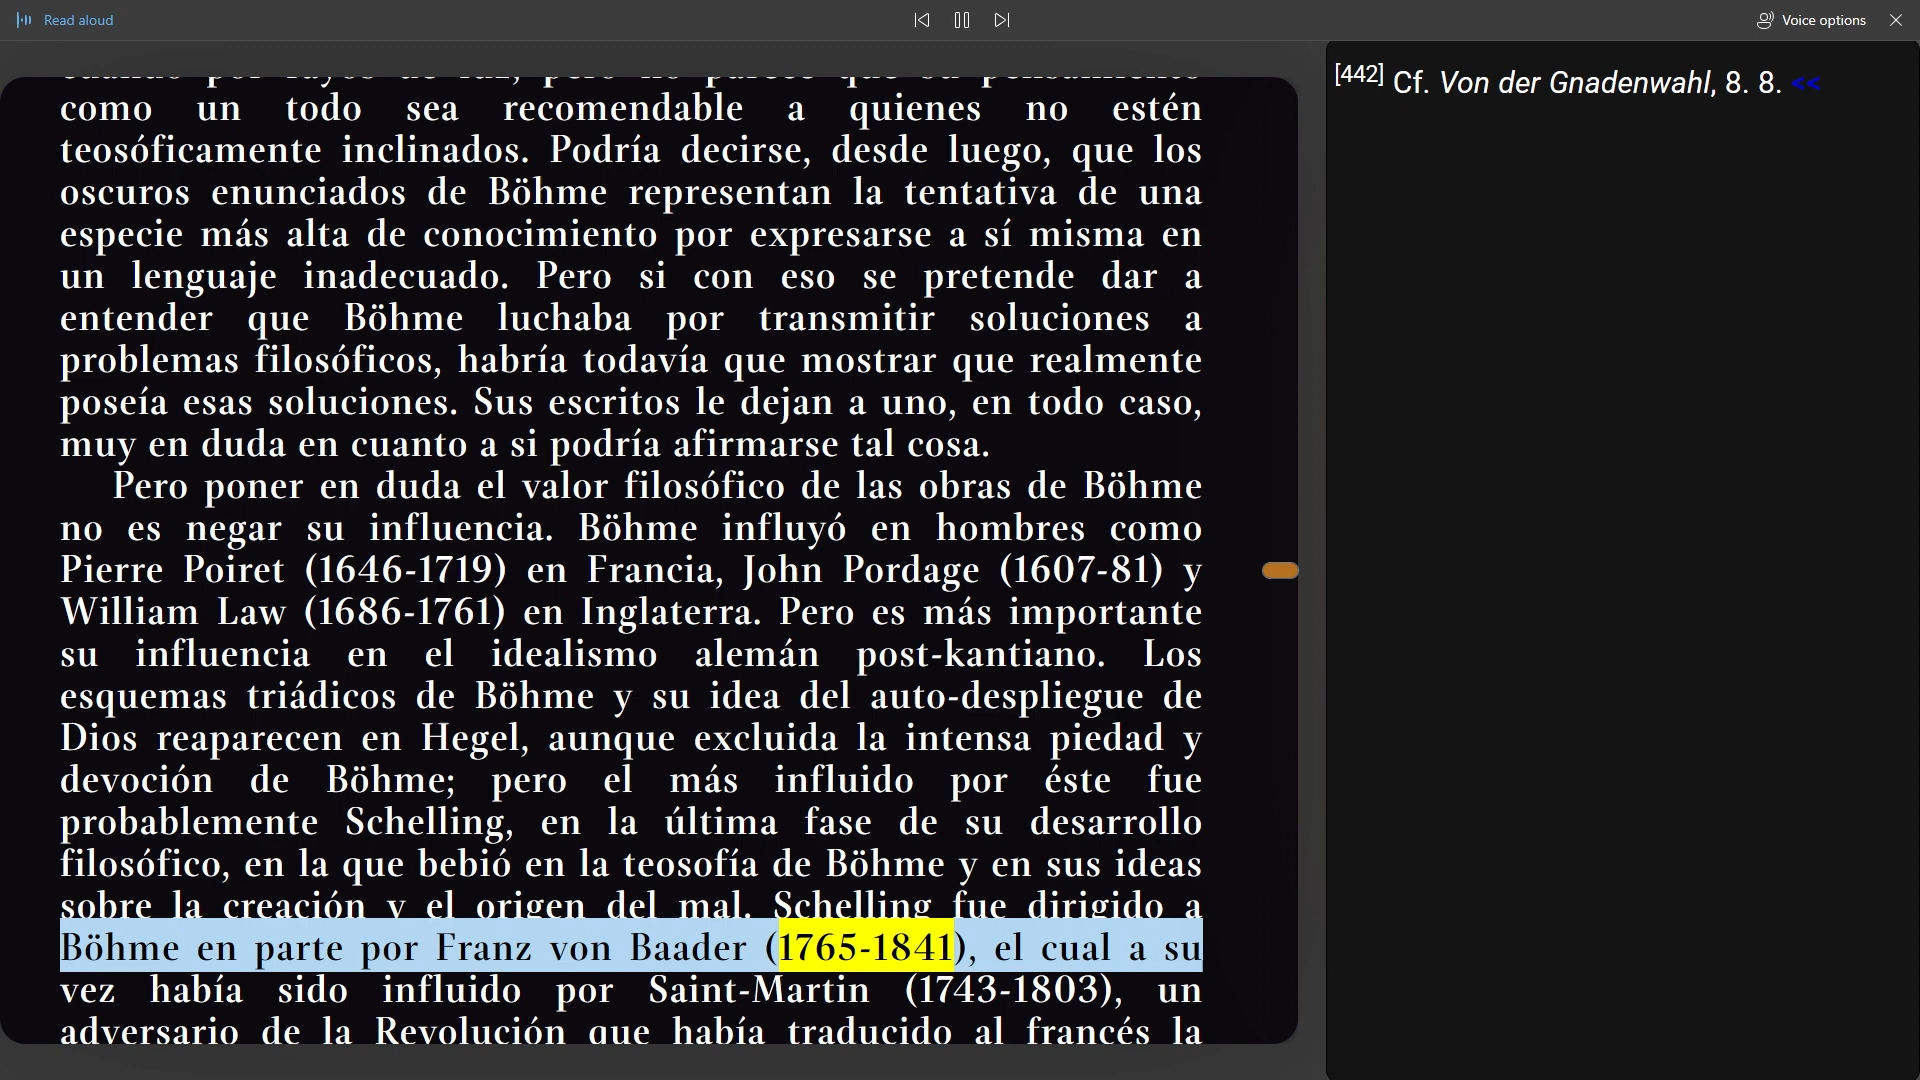 Read aloud
Voice options
cuando por rayos de luz, pero no parece que su pensamiento
como un todo sea recomendable a quienes no estén
teosóficamente inclinados. Podría decirse, desde luego, que los
oscuros enunciados de Böhme representan la tentativa de una
especie más alta de conocimiento por expresarse a sí misma en
un lenguaje inadecuado. Pero si con eso se pretende dar a
entender que Böhme luchaba por transmitir soluciones a
problemas filosóficos, habría todavía que mostrar que realmente
poseía esas soluciones. Sus escritos le dejan a uno, en todo caso,
muy en duda en cuanto a si podría afirmarse tal cosa.
Pero poner en duda el valor filosófico de las obras de Böhme
no es negar su influencia. Böhme influyó en hombres como
Pierre Poiret (1646-1719) en Francia, John Pordage (1607-81) y
William Law (1686-1761) en Inglaterra. Pero es más importante
su influencia en el idealismo alemán post-kantiano. Los
esquemas triádicos de Böhme y su idea del auto-despliegue de
Dios reaparecen en Hegel, aunque excluida la intensa piedad y
devoción de Böhme; pero el más influido por éste fue
probablemente Schelling, en la última fase de su desarrollo
filosófico, en la que bebió en la teosofía de Böhme y en sus ideas
sobre la creación y el origen del mal. Schelling fue dirigido a
Böhme en parte por Franz von Baader (1765-1841), el cual a su
vez había sido influido por Saint-Martin (1743-1803), un
adversario de la Revolución que había traducido al francés la
[442] Cf. Von der Gnadenwahl, 8. 8. <<